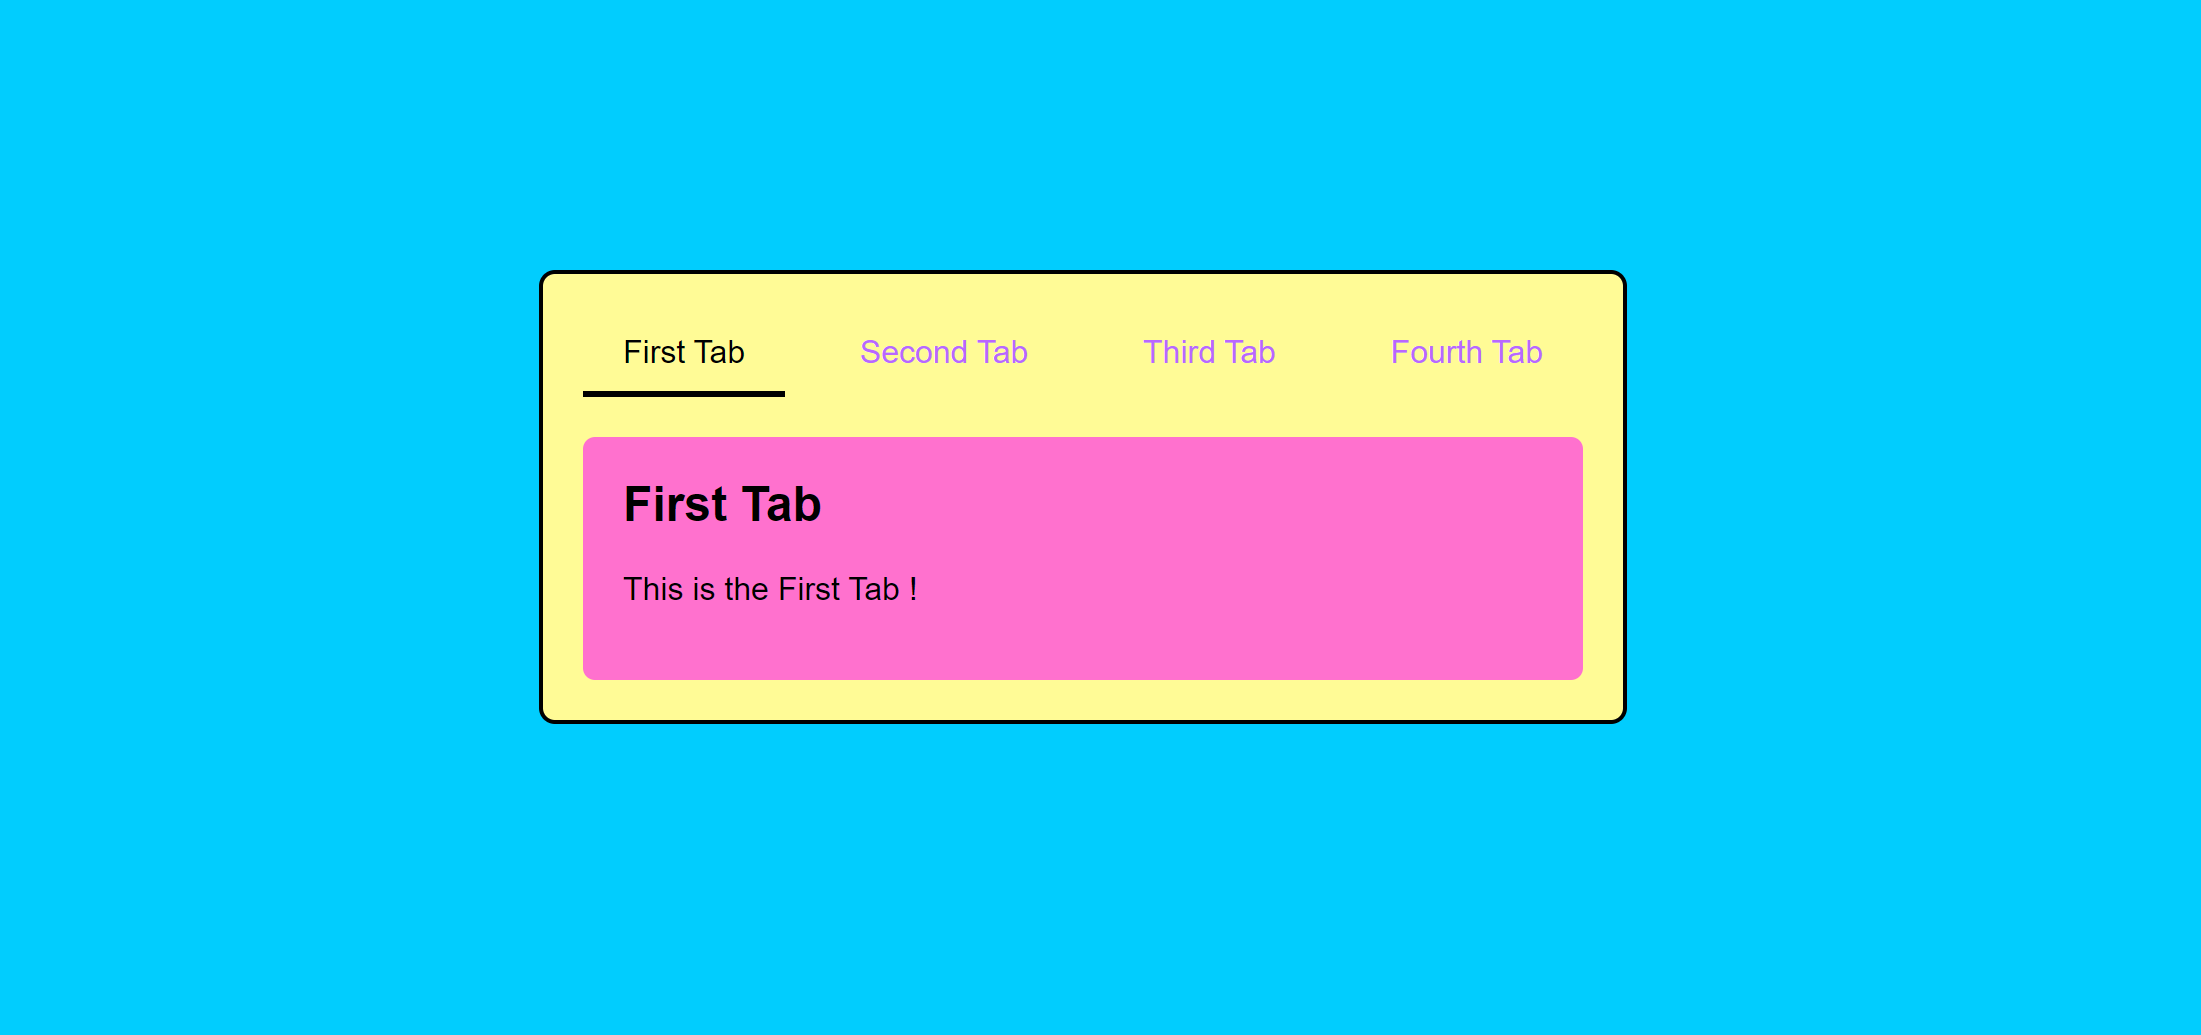 First Tab Second Tab Third Tab Fourth Tab
First Tab
This is the First Tab !